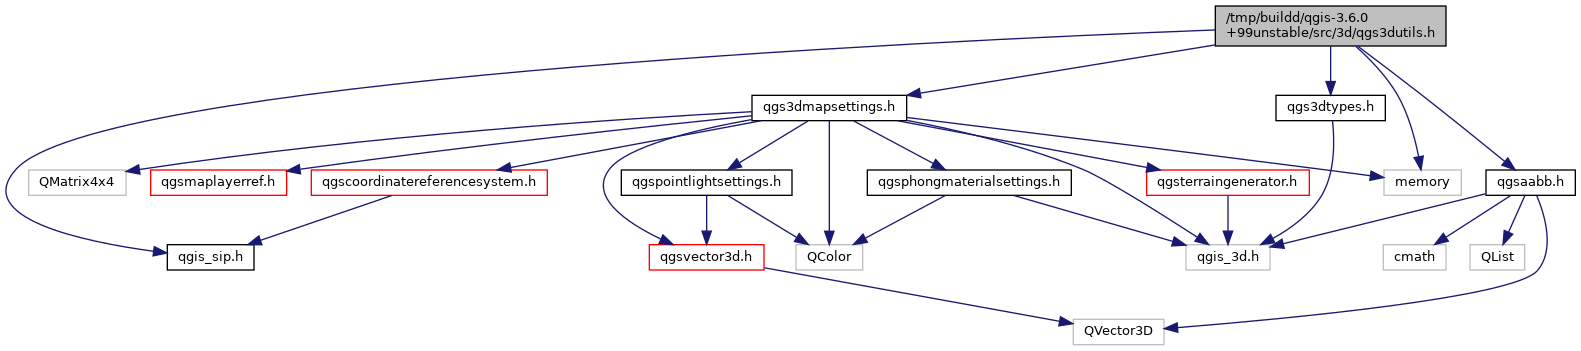 /tmp/buildd/qgis-3.6.0
+99unstable/src/3d/qgs3dutils.h
qgs3dmapsettings.h
qgs3dtypes.h
QMatrix4x4
qgsmaplayerref.h
qgscoordinatereferencesystem.h
qgspointlightsettings.h
qgsphongmaterialsettings.h
qgsterraingenerator.h
memory
qgsaabb.h
qgis_sip.h
qgsvector3d.h
QColor
qgis_3d.h
cmath
QList
QVector3D